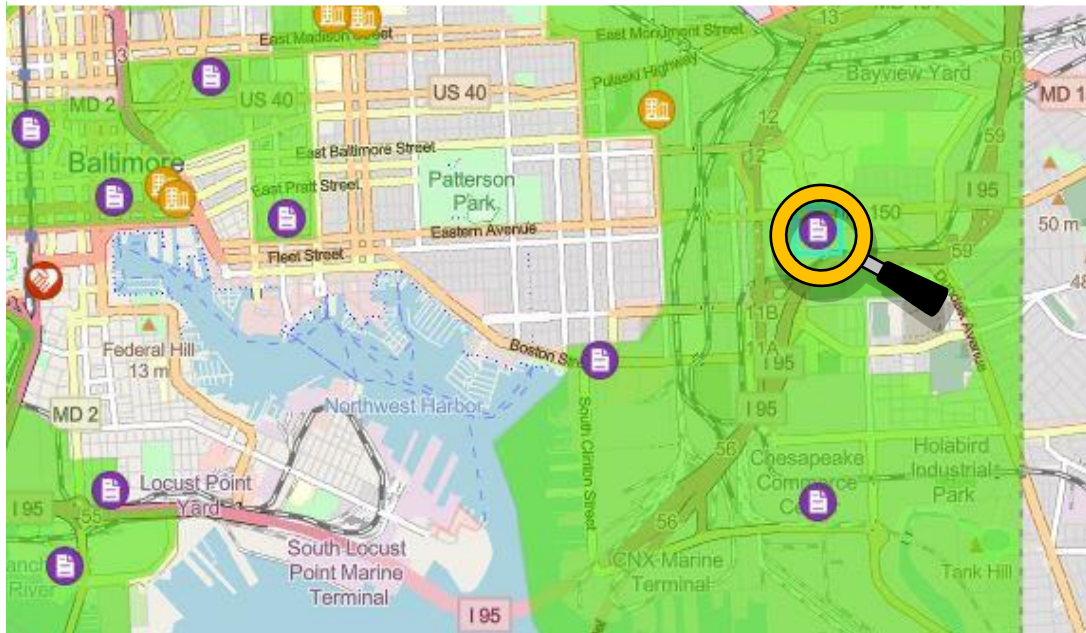 13
MD 151
East Madison Street
East Monument Street
3
60
Pulaski Highway
Bayview Yard
US 40
US 40
MD 2
MD 1
12
59
East Baltimore Street
12
Baltimore
I 95
Patterson
Park
East Pratt Street
150
50 m
Eastern Avenue
Fleet Street
59
11B
Federal Hill
13 m
Boston
11A
I 95
Northwest Harbor
I 95
MD 2
South Clinton Street
56
Holabird
Industrial
Park
Chesapeake
Commerce
Locust Point
Yard
I 95
55
56
South Locust
Point Marine
Terminal
CNX Marine
Terminal
River
Tank Hill
I 95